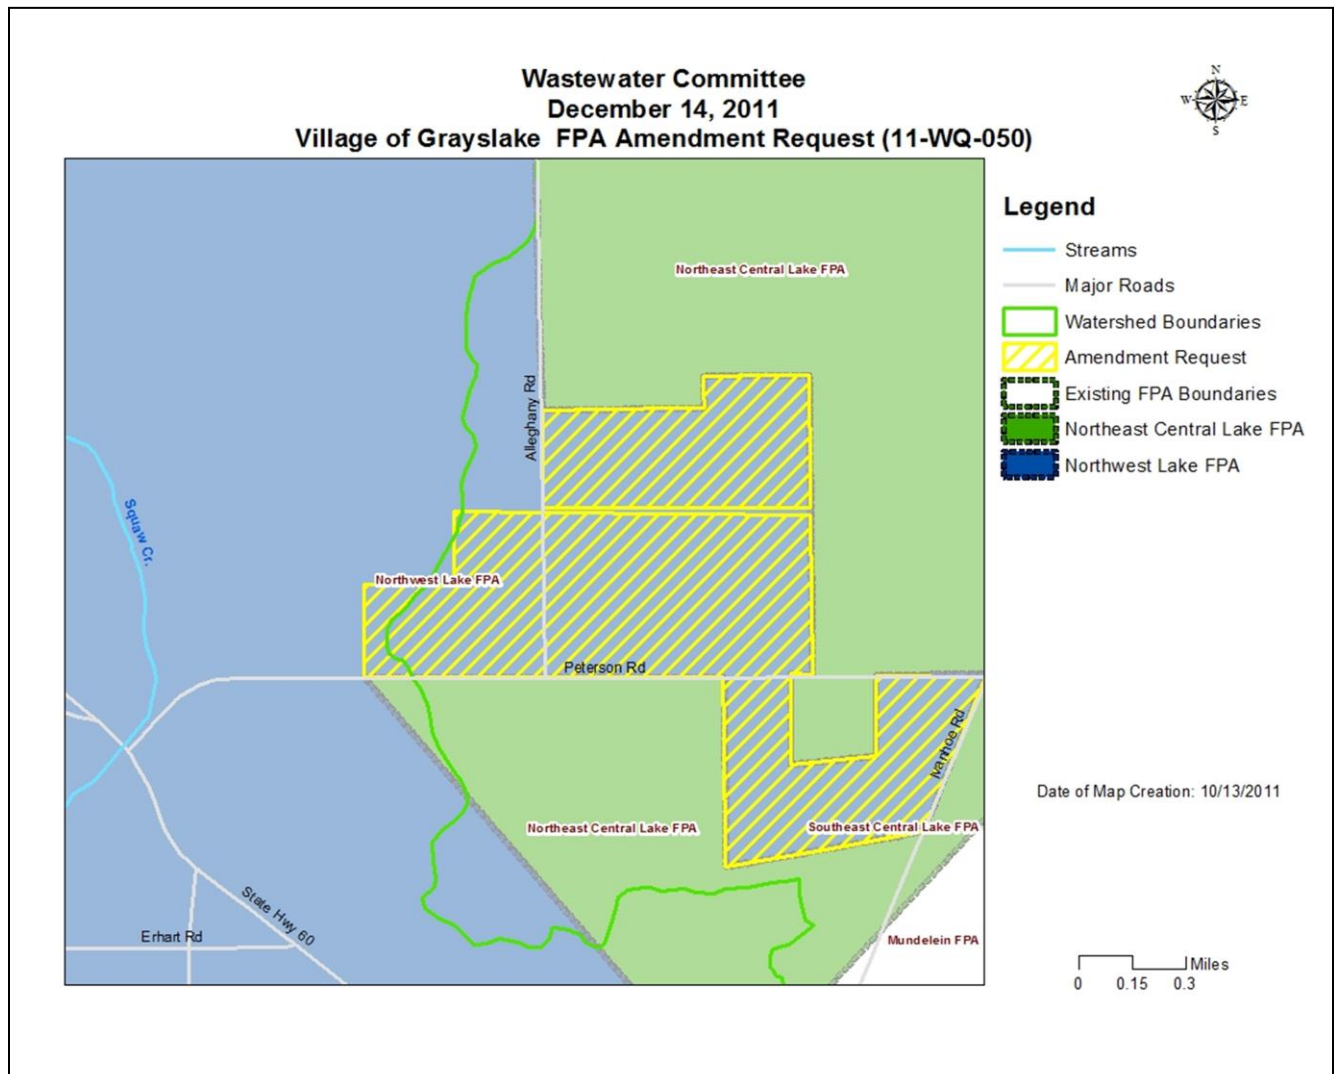 Wastewater Committee
December 14, 2011
Village of Grayslake FPA Amendment Request (11-WQ-050)
N
W
E
S
Legend
Streams
Major Roads
Watershed Boundaries
Amendment Request
Existing FPA Boundaries
Northeast Central Lake FPA
Northwest Lake FPA
Northeast Central Lake FPA
Alleghany Rd
Squaw Cr.
Northwest Lake FPA
Peterson Rd
Ivanhoe Rd
Northeast Central Lake FPA
Southeast Central Lake FPA
Mundelein FPA
State Hwy 60
Erhart Rd
Date of Map Creation: 10/13/2011
Miles
0 0.15 0.3